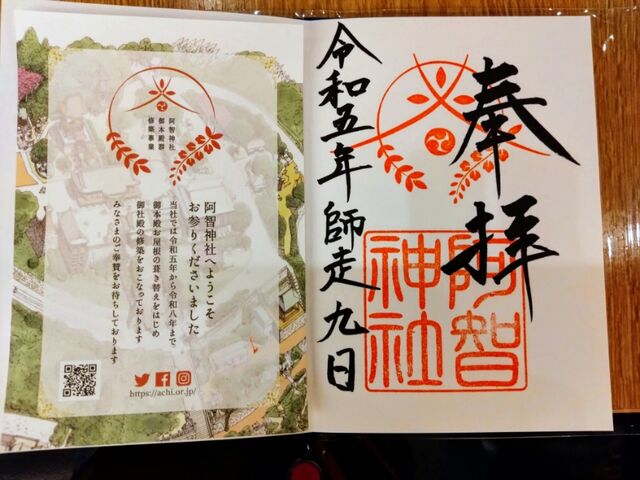 奉拝
阿智神社
令和五年師走九日
阿智神社
御本殿群
修築事業
阿智神社へようこそ
お参りくださいました
当社では令和五年から令和八年まで
御本殿お屋根の葺き替えをはじめ
御社殿の修築をおこなっております
みなさまのご奉賛をお待ちしております
https://achi.or.jp/